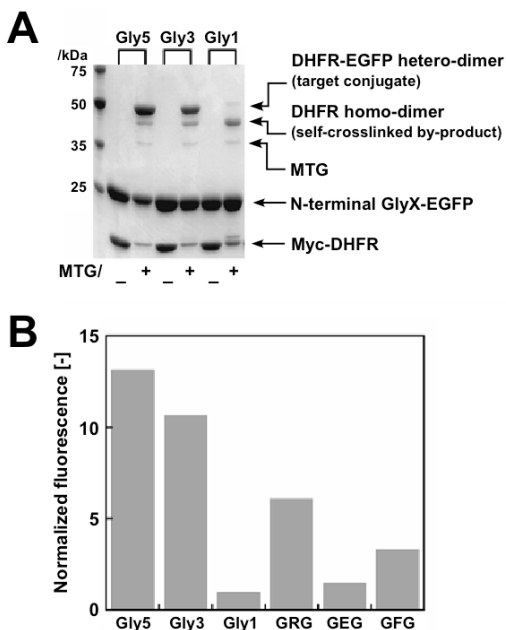 A
Gly5 Gly3 Gly1
/kDa
75
50
35
25
DHFR-EGFP hetero-dimer
(target conjugate)
DHFR homo-dimer
(self-crosslinked by-product)
MTG
N-terminal GlyX-EGFP
Myc-DHFR
MTG/ – + – + – +
B
Normalized fluorescence [-]
15
10
5
0
Gly5 Gly3 Gly1 GRG GEG GFG